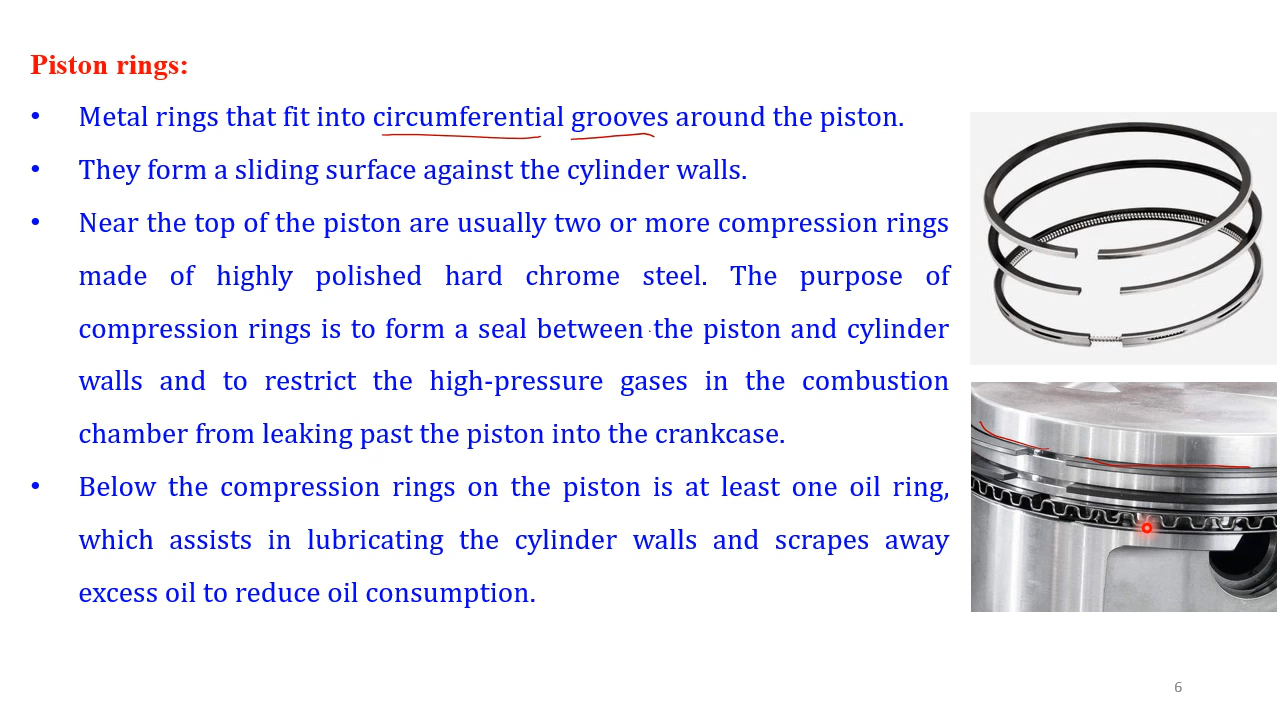 Piston rings:
• Metal rings that fit into circumferential grooves around the piston.
• They form a sliding surface against the cylinder walls.
• Near the top of the piston are usually two or more compression rings
made of highly polished hard chrome steel. The purpose of
compression rings is to form a seal between the piston and cylinder
walls and to restrict the high-pressure gases in the combustion
chamber from leaking past the piston into the crankcase.
• Below the compression rings on the piston is at least one oil ring,
which assists in lubricating the cylinder walls and scrapes away
excess oil to reduce oil consumption.
6